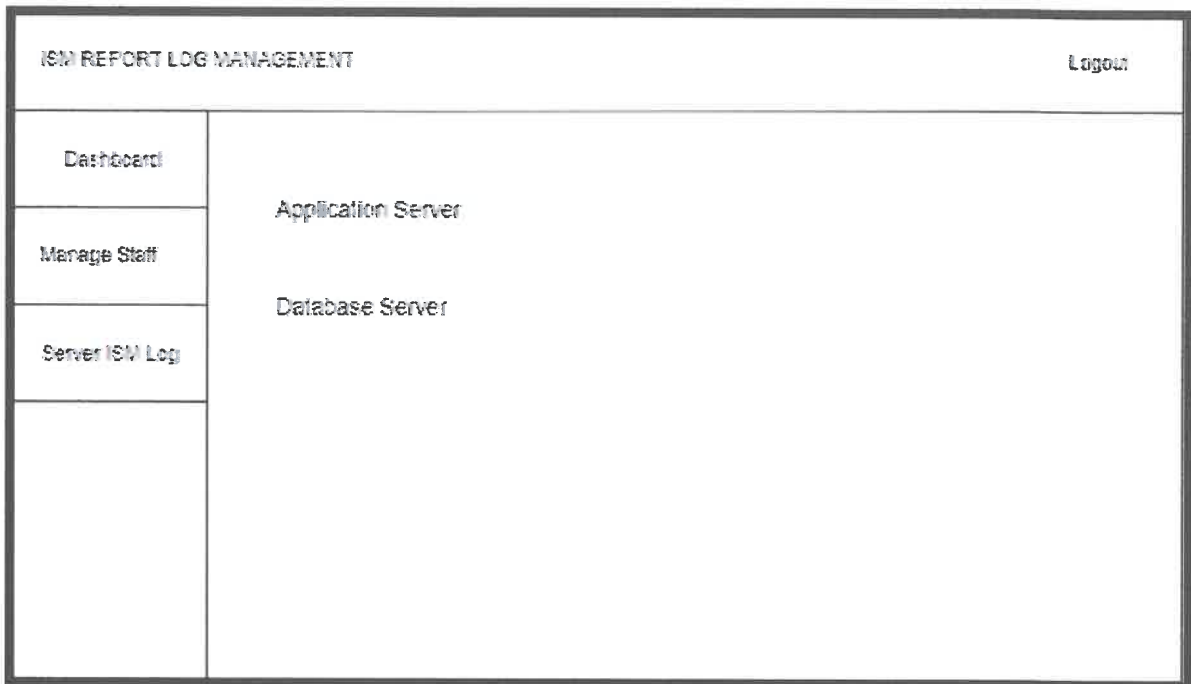 ISM REPORT LOG MANAGEMENT
Logout
Dashboard
Manage Staff
Server ISM Log
Application Server
Database Server